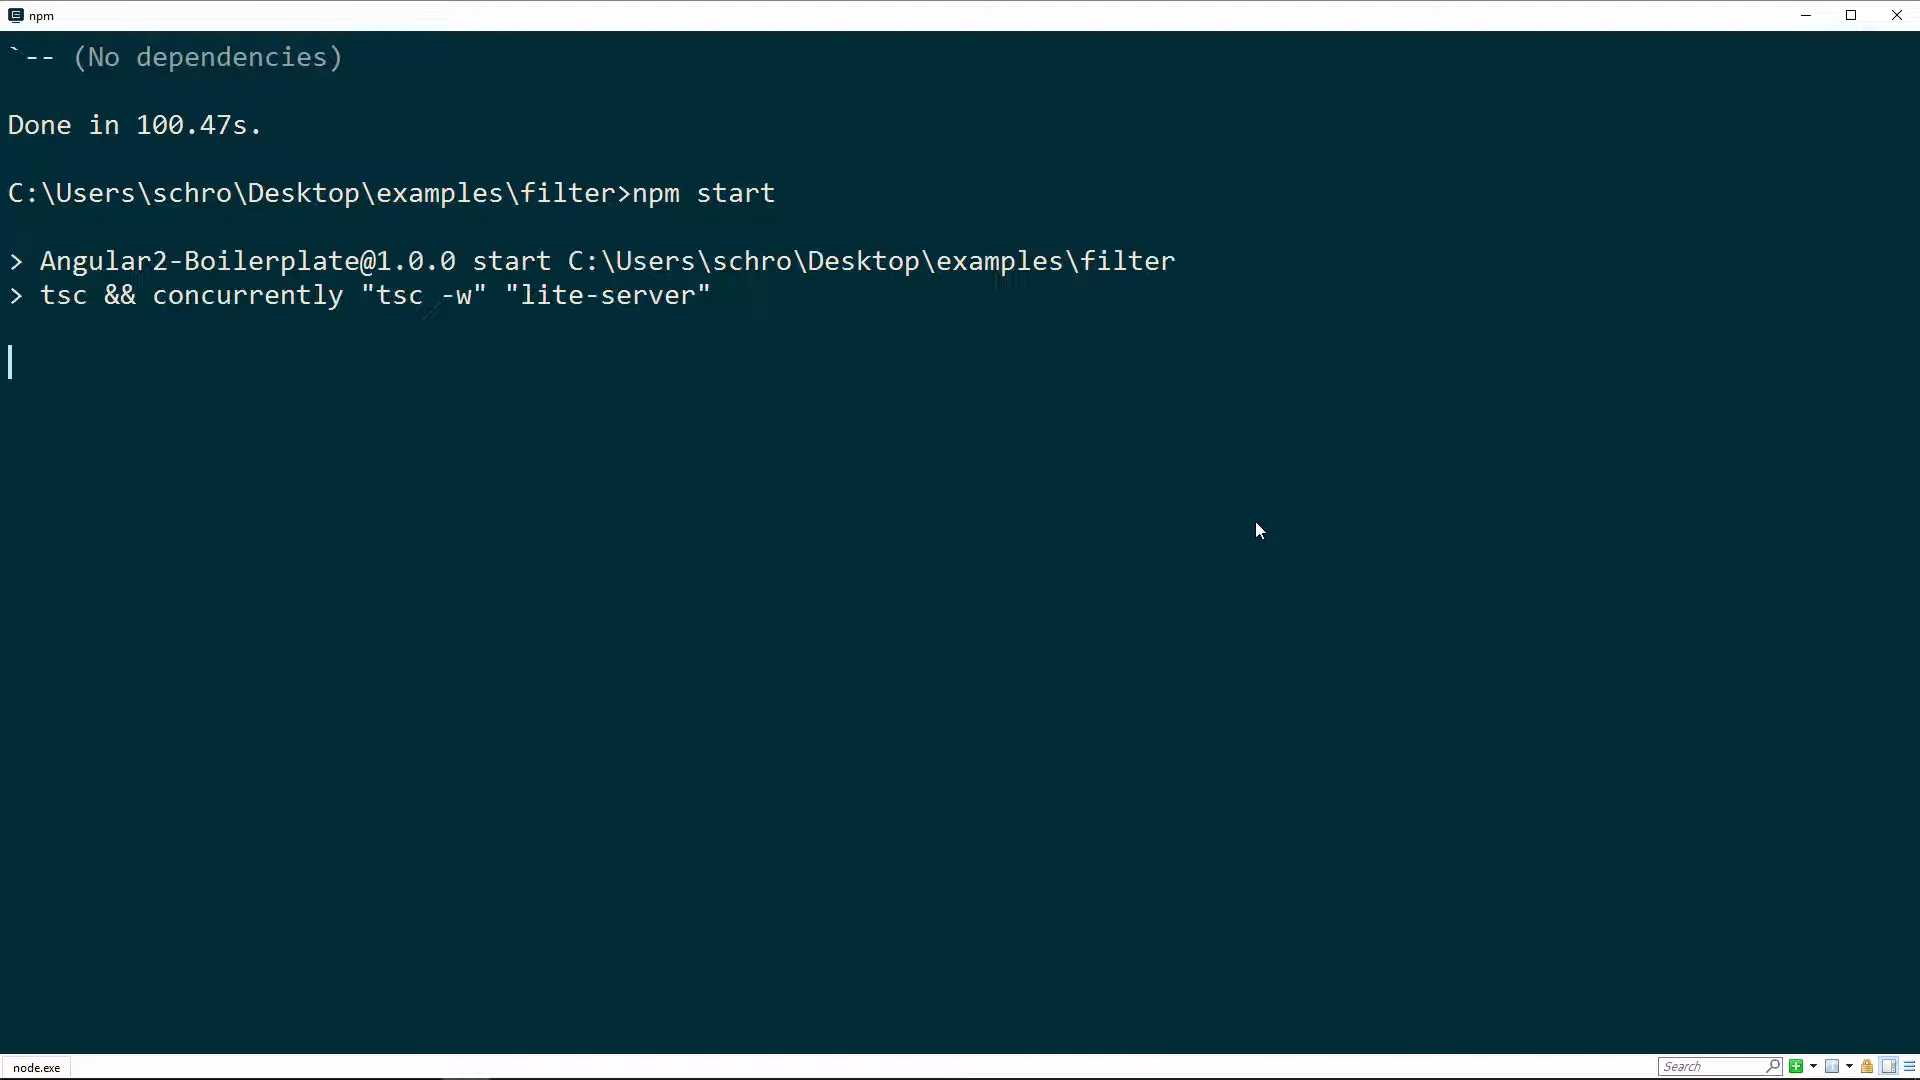 npm
`-- (No dependencies)
Done in 100.47s.
C:\Users\schro\Desktop\examples\filter>npm start
> Angular2-Boilerplate@1.0.0 start C:\Users\schro\Desktop\examples\filter
> tsc && concurrently "tsc -w" "lite-server"
node.exe
Search